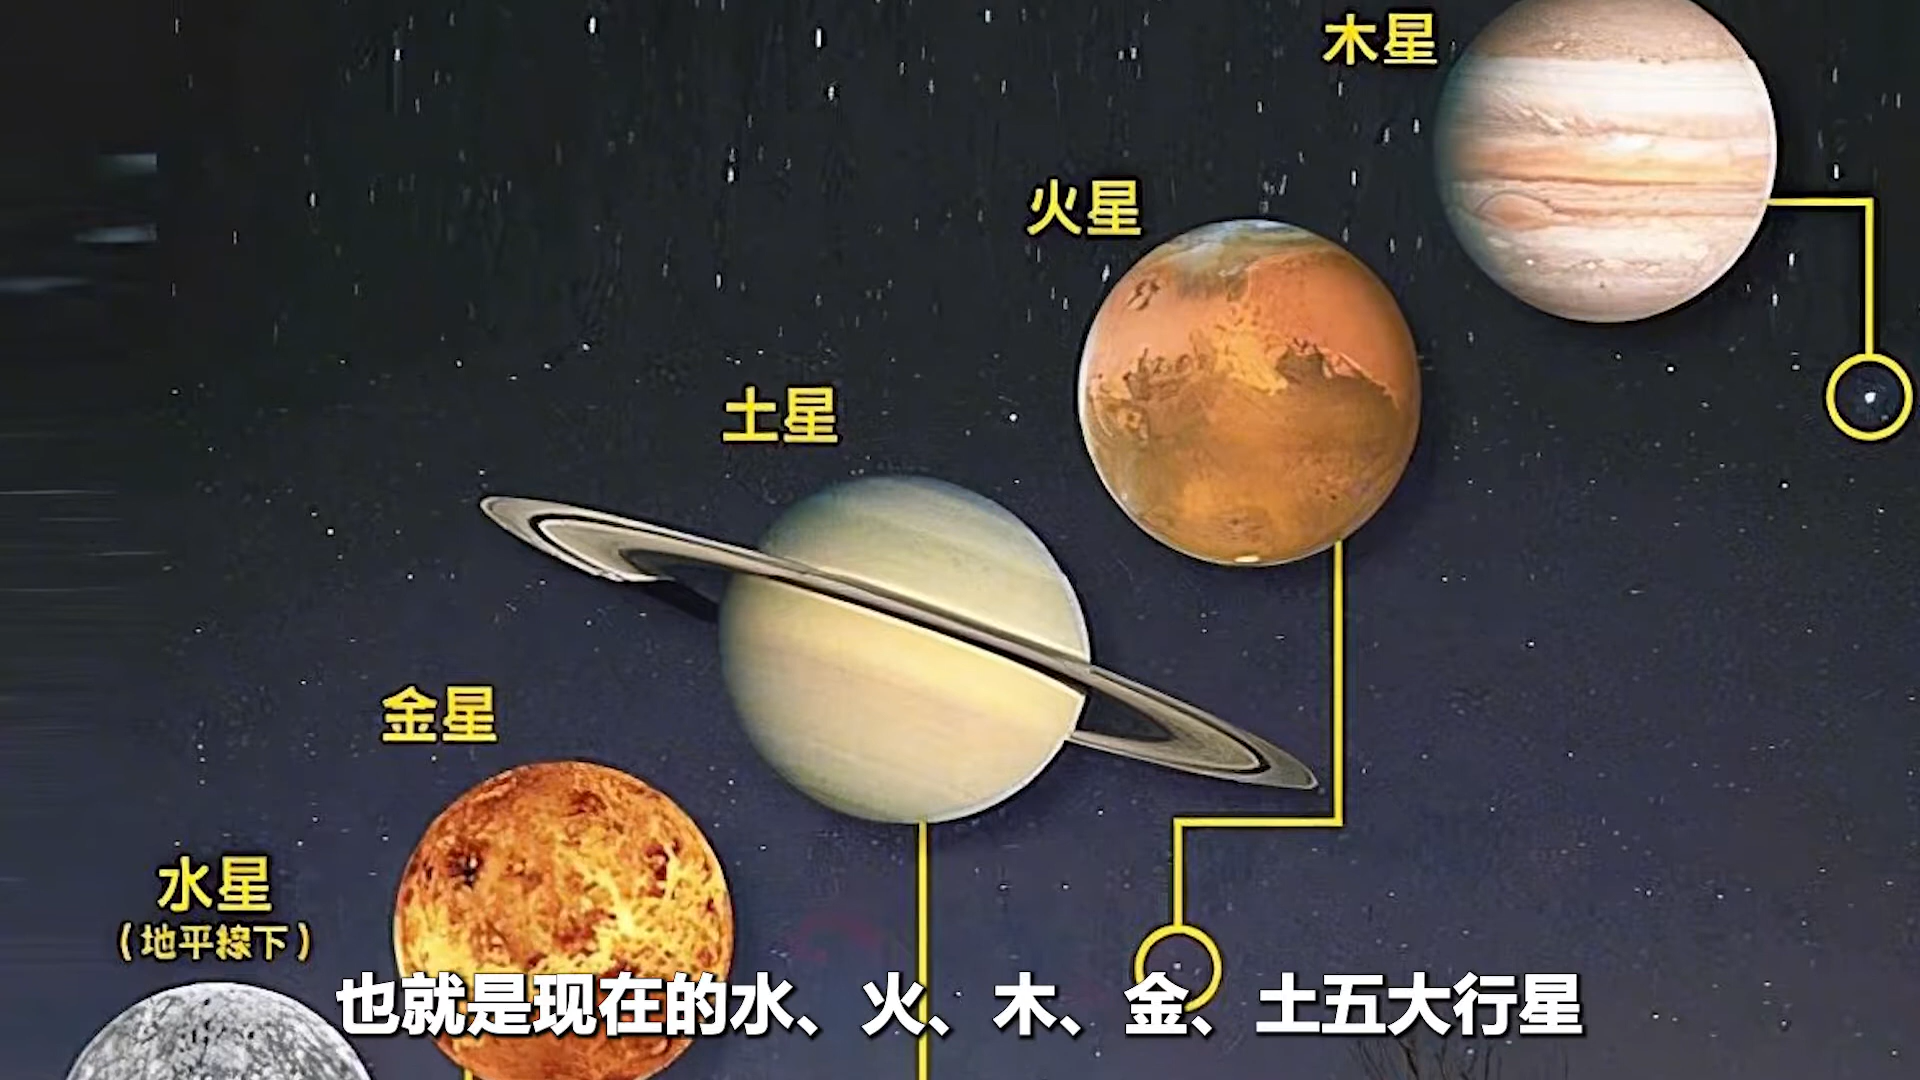 木星
火星
土星
金星
水星
(地平線下)
也就是现在的水、火、木、金、土五大行星